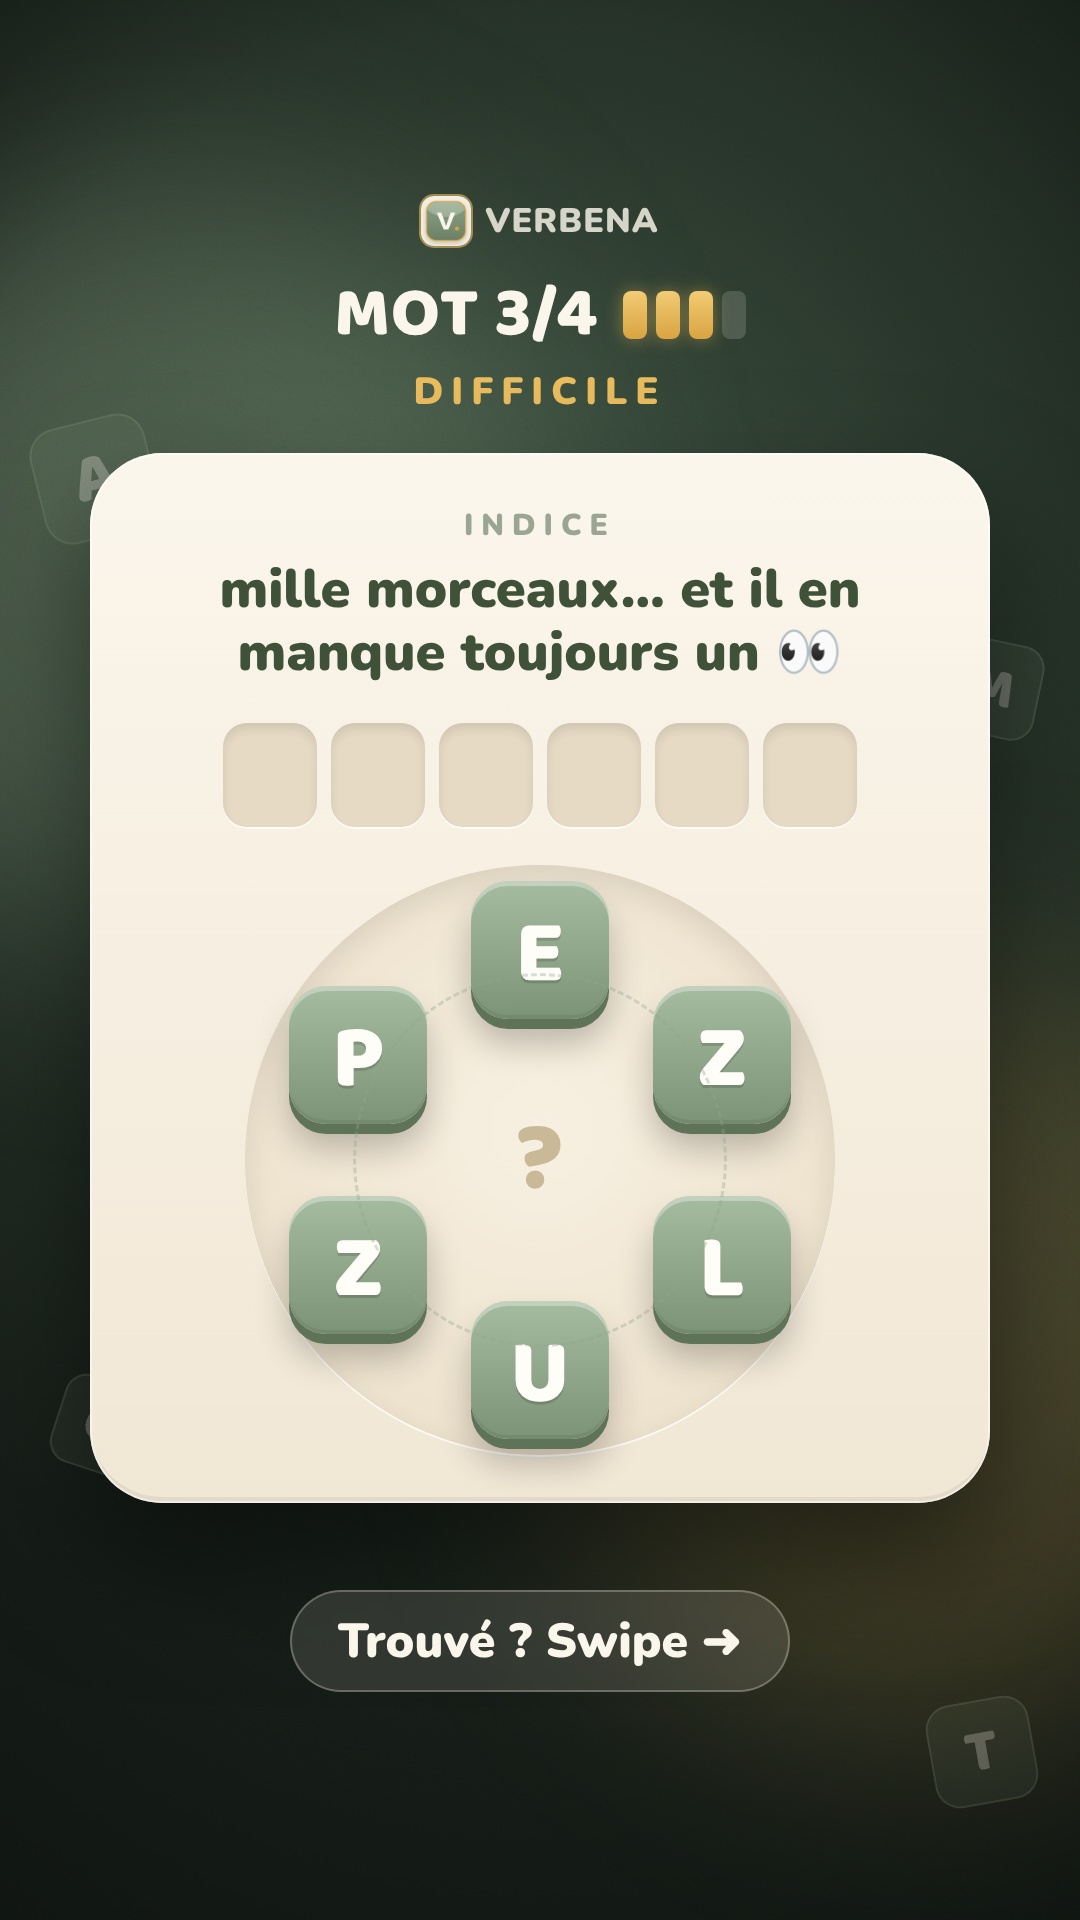 V.
VERBENA
MOT 3/4
DIFFICILE
A
INDICE
mille morceaux... et il en
manque toujours un 👀
M
E
P
Z
?
Z
L
U
Trouvé ? Swipe ➜
T